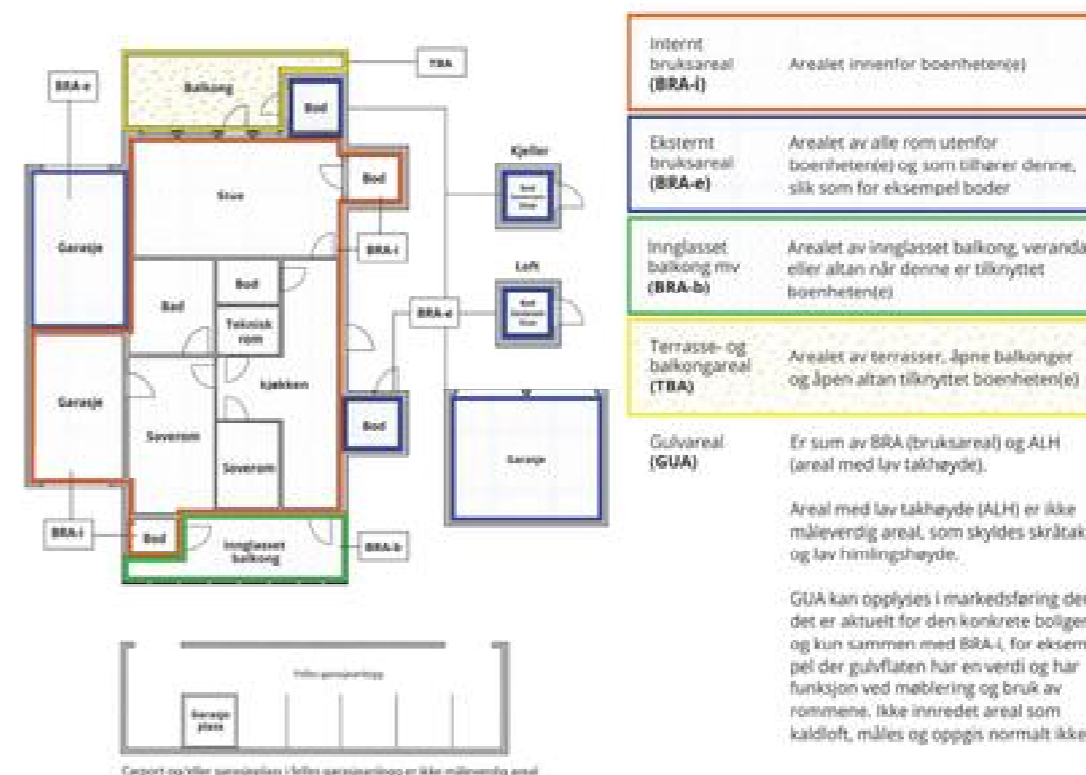 TBA
BRA-e
Balkong
Bod
Kjeller
Bod
Stue
Garasje
BRA-i
Loft
Bod
Bad
Teknisk
rom
BRA-e
kjøkken
Garasje
Soverom
Bod
Soverom
Garasje
BRA-i
Bod
Innglasset
balkong
BRA-b
Felles garasjeanlegg
Garasje
plass
Carport og/eller garasjeplass i felles garasjeanlegg er ikke måleverdig areal
Internt
bruksareal
(BRA-i)
Arealet innenfor boenheten(e)
Eksternt
bruksareal
(BRA-e)
Arealet av alle rom utenfor
boenheten(e) og som tilhører denne,
slik som for eksempel boder
Innglasset
balkong mv
(BRA-b)
Arealet av innglasset balkong, veranda
eller altan når denne er tilknyttet
boenheten(e)
Terrasse- og
balkongareal
(TBA)
Arealet av terrasser, åpne balkonger
og åpen altan tilknyttet boenheten(e)
Gulvareal
(GUA)
Er sum av BRA (bruksareal) og ALH
(areal med lav takhøyde).
Areal med lav takhøyde (ALH) er ikke
måleverdig areal, som skyldes skråtak
og lav himlingshøyde.
GUA kan opplyses i markedsføring der
det er aktuelt for den konkrete boligen
og kun sammen med BRA-i, for eksem
pel der gulvflaten har en verdi og har
funksjon ved møblering og bruk av
rommene. Ikke innredet areal som
kaldloft, måles og oppgis normalt ikke